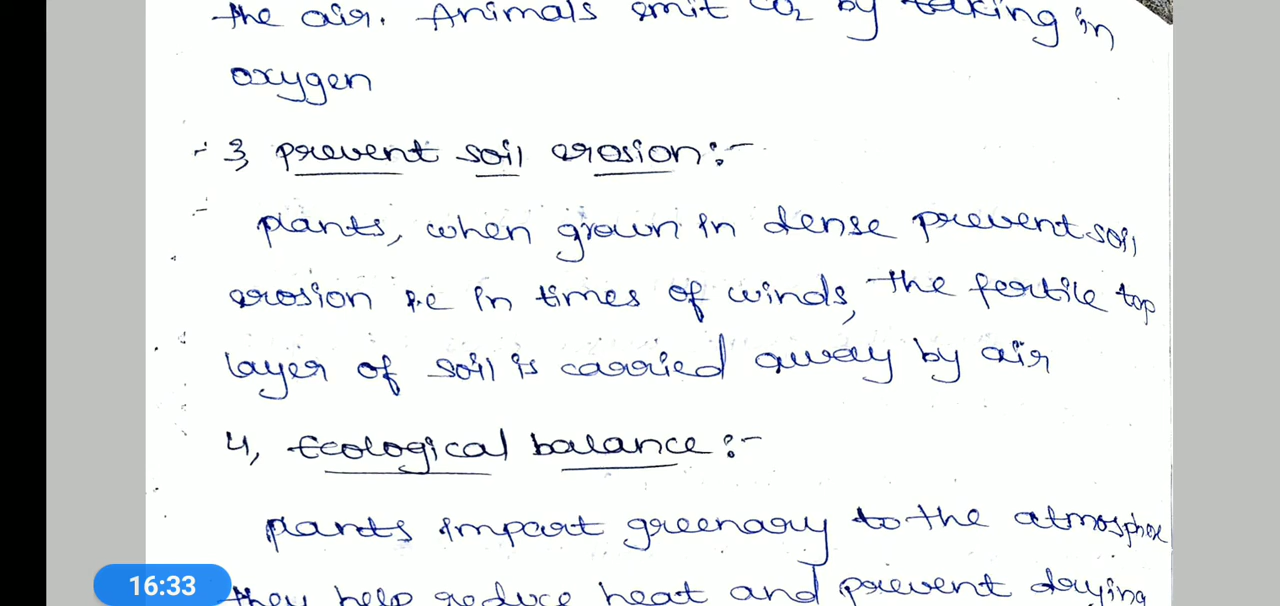 the air. Animals emit CO2 by taking in
oxygen
3, prevent soil erosion:-
plants, when grown in dense prevent soil
erosion i.e in times of winds, the fertile top
layer of soil is carried away by air
4, Ecological balance:-
plants impart greenary to the atmosphere
they help reduce heat and prevent drying
16:33